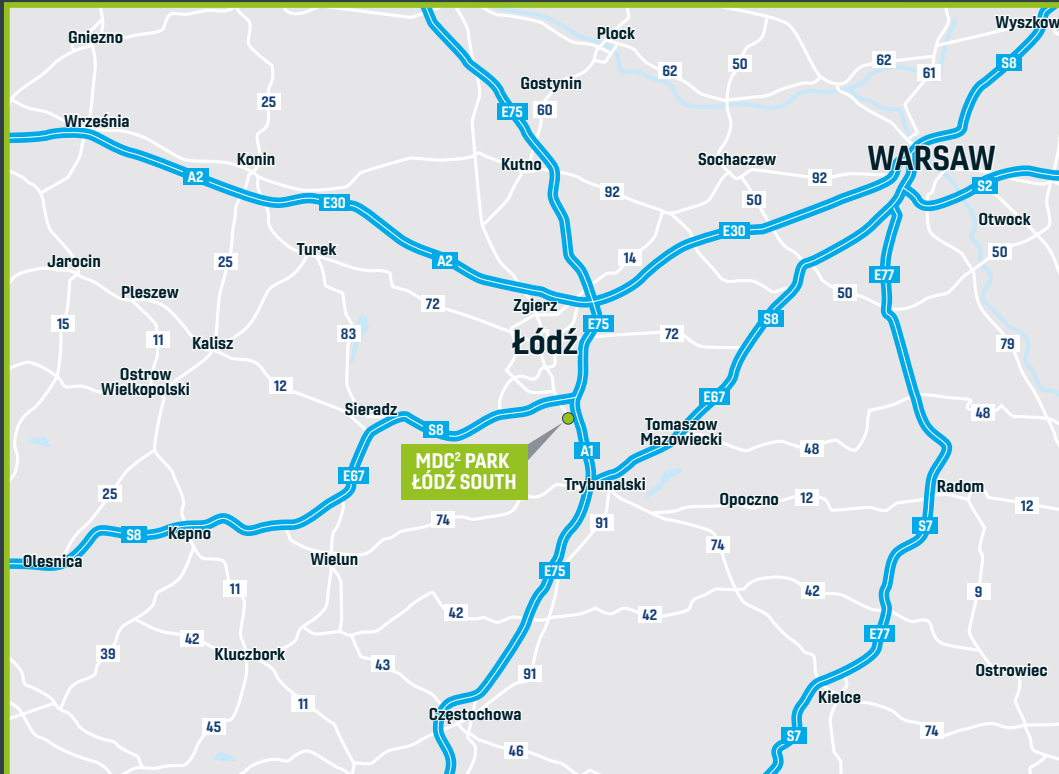 Wyszków
Gniezno
Plock
62
50
62
61
S8
Gostynin
25
E75
60
Września
Konin
Kutno
Sochaczew
WARSAW
A2
92
92
S2
E30
50
Otwock
E30
Turek
14
50
Jarocin
25
A2
E77
Pleszew
72
Zgierz
50
15
11
83
E75
72
S8
79
Kalisz
Łódź
Ostrow
Wielkopolski
12
E67
Sieradz
48
S8
Tomaszow
Mazowiecki
MDC² PARK
ŁÓDŹ SOUTH
A1
48
E67
Trybunalski
25
Opoczno
12
Radom
12
74
91
S7
S8
Kepno
74
Olesnica
Wielun
E75
11
42
42
42
9
39
42
Kluczbork
43
E77
91
Ostrowiec
11
Kielce
45
Częstochowa
74
S7
46